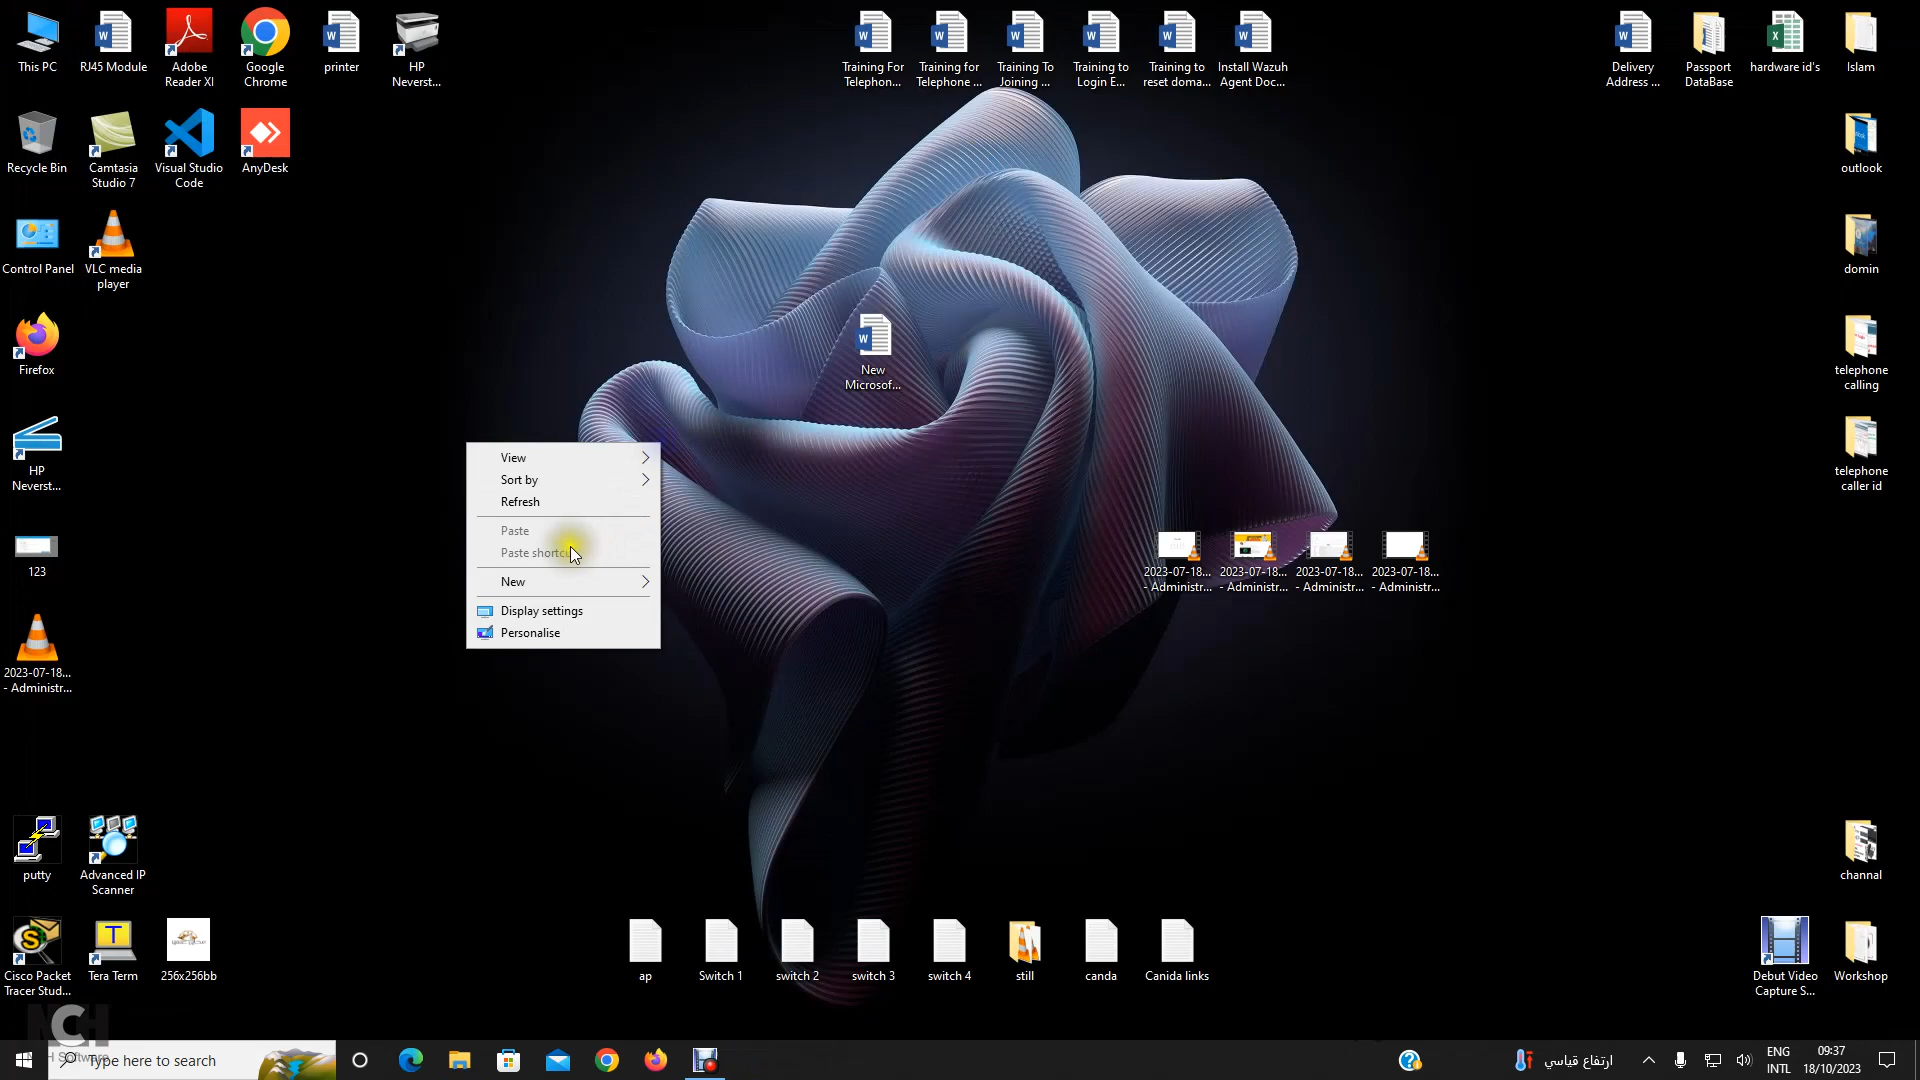 This PC
RJ45 Module
Adobe
Reader XI
Google
Chrome
printer
HP
Neverst...
Training For
Telephon...
Training for
Telephone ...
Training To
Joining ...
Training to
Login E...
Training to
reset doma...
Install Wazuh
Agent Doc...
Delivery
Address ...
Passport
DataBase
hardware id's
Islam
Recycle Bin
Camtasia
Studio 7
Visual Studio
Code
AnyDesk
outlook
Control Panel
VLC media
player
domin
Firefox
New
Microsof...
telephone
calling
HP
Neverst...
telephone
caller id
View
Sort by
Refresh
Paste
Paste shortcu
New
Display settings
Personalise
123
2023-07-18...
- Administr...
2023-07-18...
- Administr...
2023-07-18...
- Administr...
2023-07-18...
- Administr...
2023-07-18...
- Administr...
putty
Advanced IP
Scanner
channel
Cisco Packet
Tracer Stud...
Tera Term
256x256bb
ap
Switch 1
switch 2
switch 3
switch 4
still
canda
Canida links
Debut Video
Capture S...
Workshop
NCH
Type here to search
ارتفاع قياسي
ENG
INTL
09:37
18/10/2023